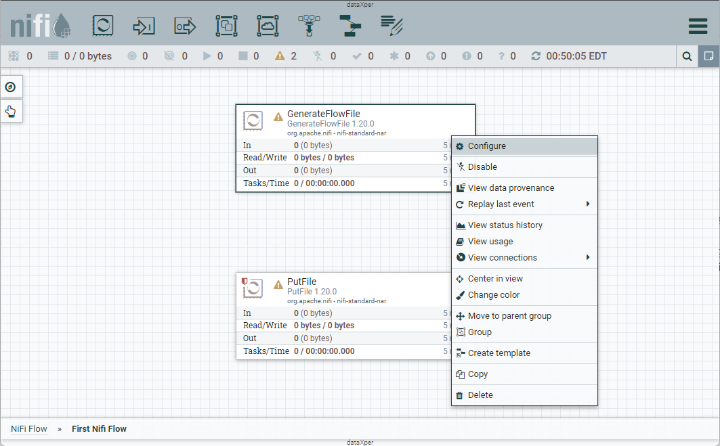 dataXper
nifi
0 0 / 0 bytes 0 0 0 0 2 0 0 0 0 0 ? 0 00:50:05 EDT
GenerateFlowFile
GenerateFlowFile 1.20.0
org.apache.nifi - nifi-standard-nar
In 0 (0 bytes) 5
Read/Write 0 bytes / 0 bytes 5
Out 0 (0 bytes) 5
Tasks/Time 0 / 00:00:00.000 5
Configure
Disable
View data provenance
Replay last event
View status history
View usage
View connections
Center in view
Change color
Move to parent group
Group
Create template
Copy
Delete
PutFile
PutFile 1.20.0
org.apache.nifi - nifi-standard-nar
In 0 (0 bytes) 5
Read/Write 0 bytes / 0 bytes 5
Out 0 (0 bytes) 5
Tasks/Time 0 / 00:00:00.000 5
NiFi Flow » First Nifi Flow
dataXper